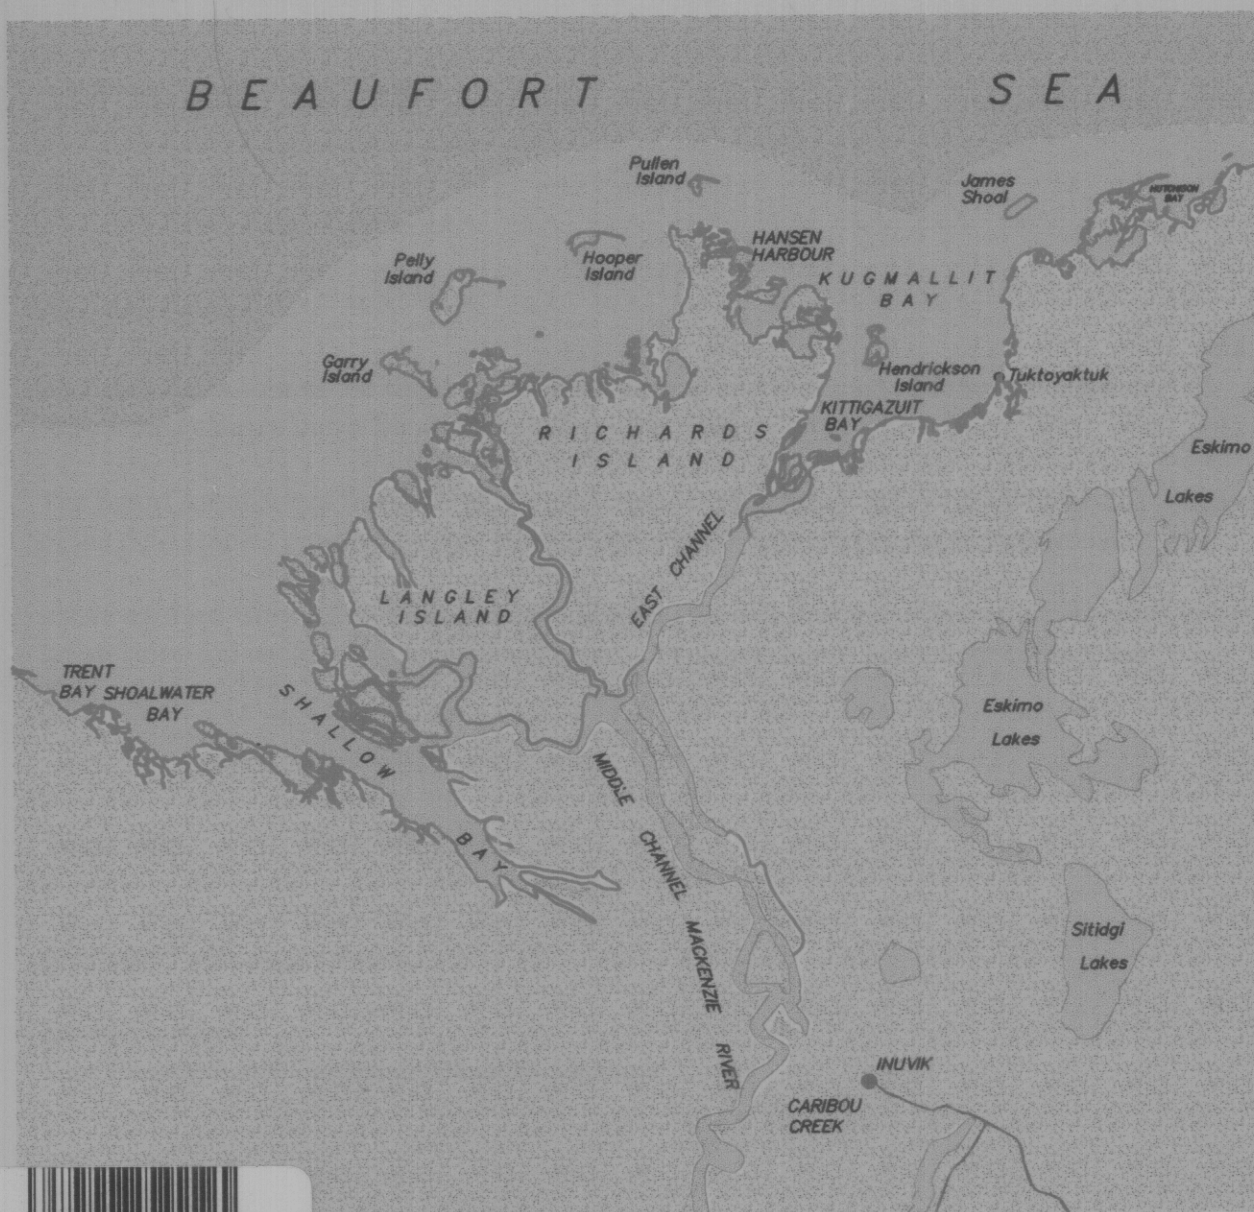 BEAUFORT SEA
Pullen
Island
James
Shoal
HUTCHISON
BAY
HANSEN
HARBOUR
Pelly
Island
Hooper
Island
KUGMALLIT
BAY
Garry
Island
Hendrickson
Island
Tuktoyaktuk
KITTIGAZUIT
BAY
RICHARDS
ISLAND
Eskimo
Lakes
EAST CHANNEL
LANGLEY
ISLAND
TRENT
BAY
SHOALWATER
BAY
SHALLOW
BAY
Eskimo
Lakes
MIDDLE CHANNEL MACKENZIE RIVER
Sitidgi
Lakes
INUVIK
CARIBOU
CREEK